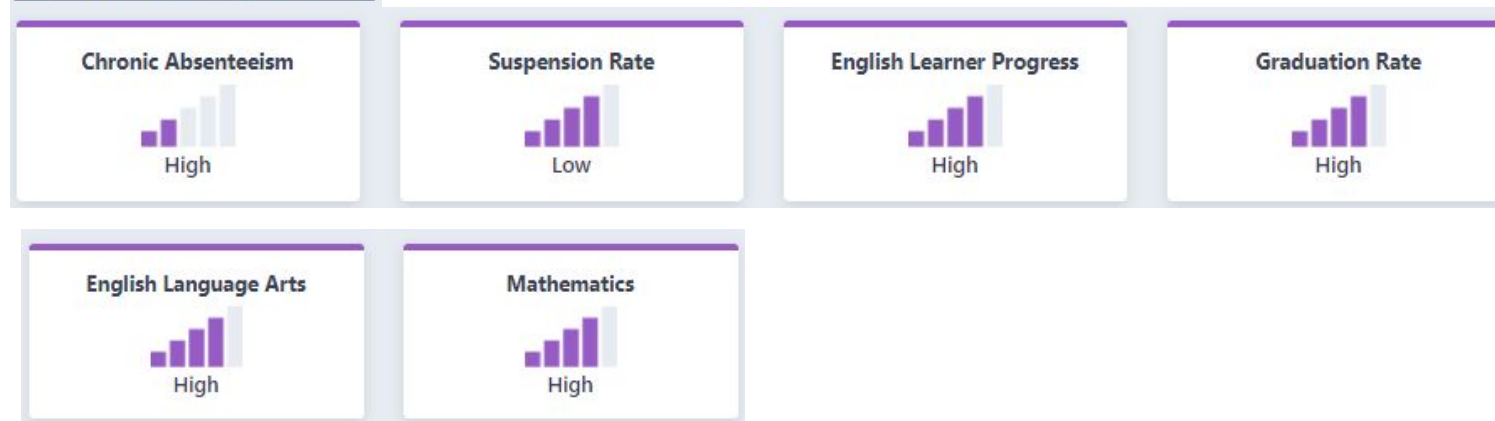 Chronic Absenteeism
High
Suspension Rate
Low
English Learner Progress
High
Graduation Rate
High
English Language Arts
High
Mathematics
High